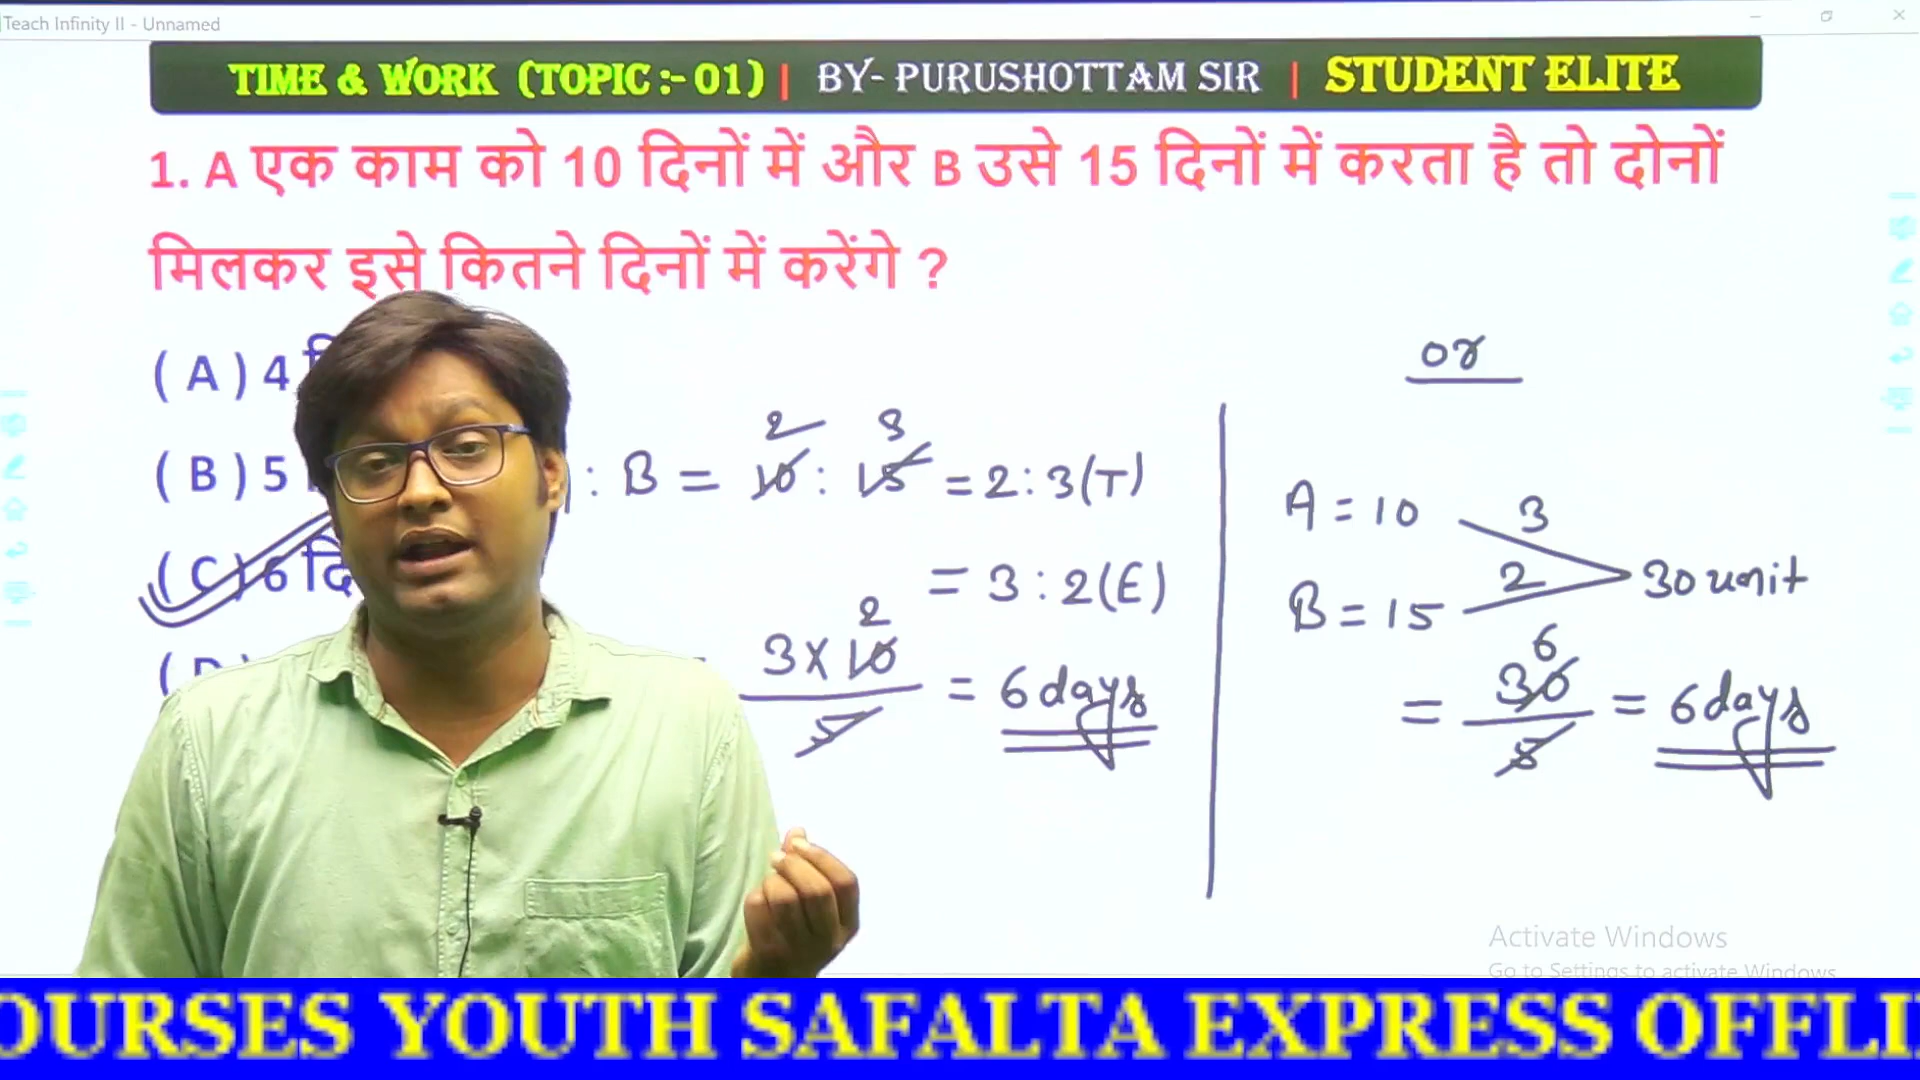 Teach Infinity II - Unnamed
TIME & WORK (TOPIC :- 01) | BY- PURUSHOTTAM SIR | STUDENT ELITE
1. A एक काम को 10 दिनों में और B उसे 15 दिनों में करता है तो दोनों
मिलकर इसे कितने दिनों में करेंगे ?
( A ) 4
( B ) 5
( C ) 6 दि
: B = 10 : 15 = 2 : 3 (T)
2 3
= 3 : 2 (E)
3 X 10
2
5
= 6 days
or
A = 10 3
B = 15 2
30 unit
= 30
6
5
= 6 days
Activate Windows
Go to Settings to activate Windows
OURSES YOUTH SAFALTA EXPRESS OFFLI